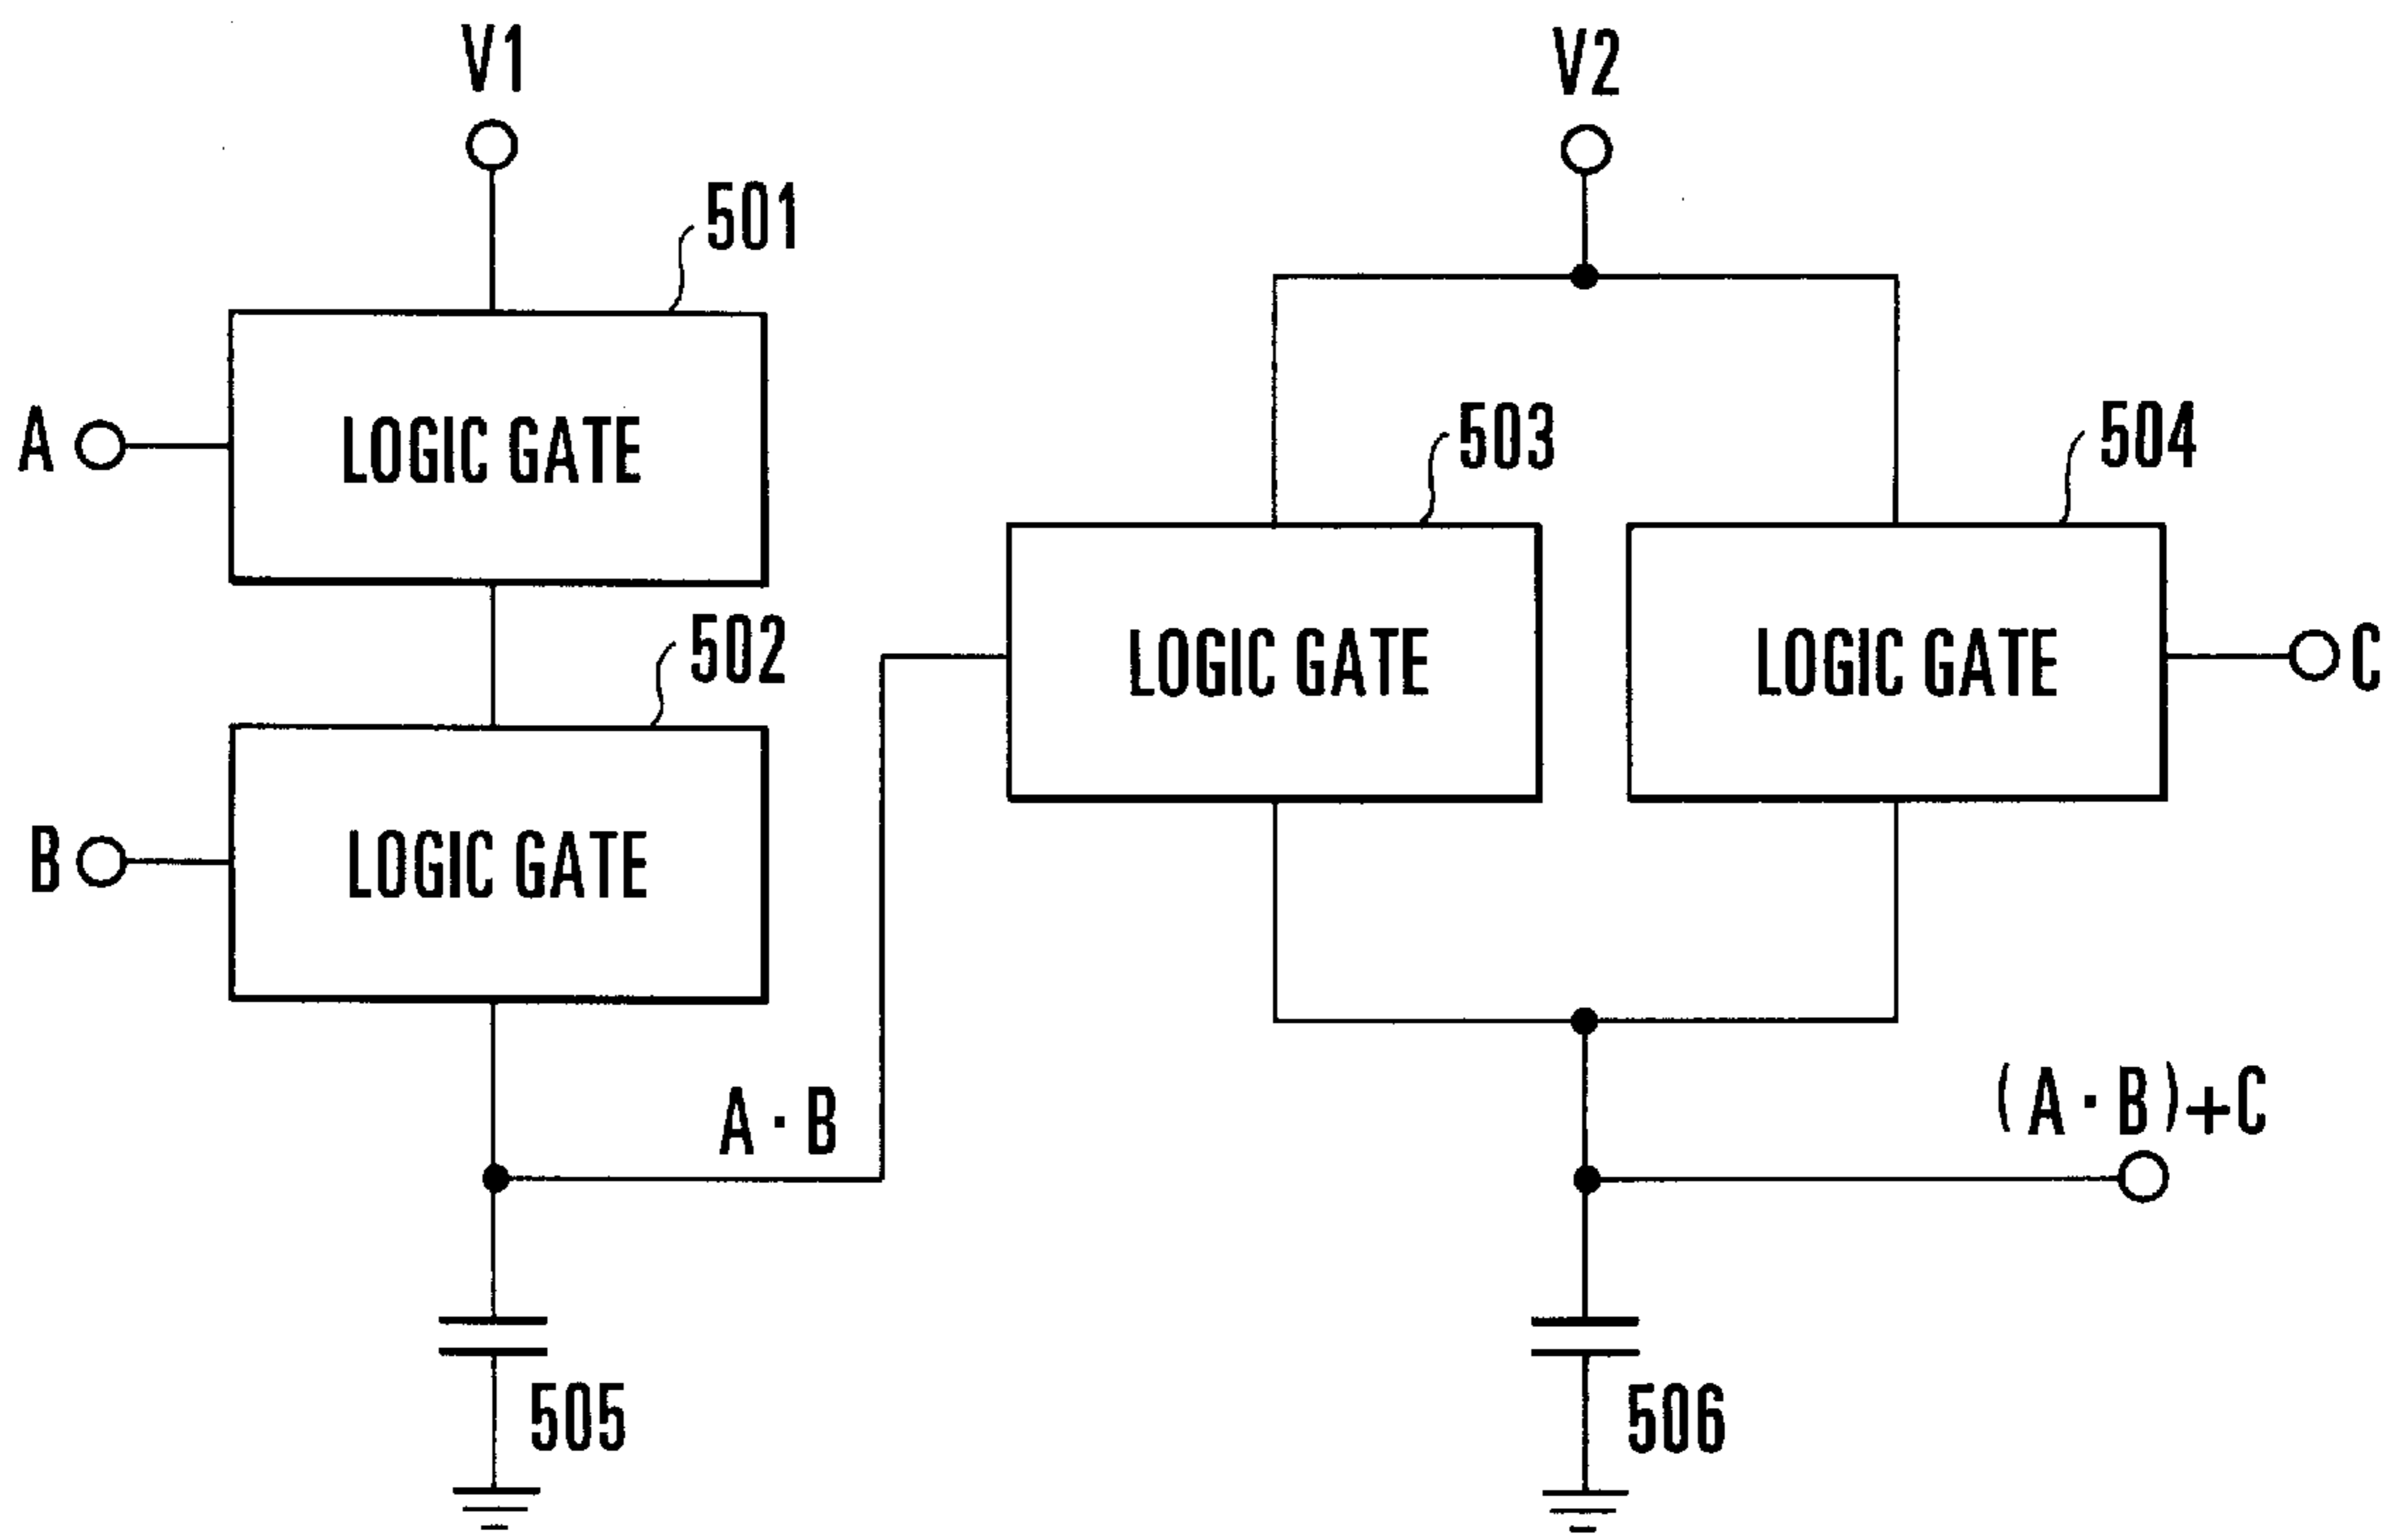 V1
V2
501
A
LOGIC GATE
503
504
502
LOGIC GATE
LOGIC GATE
C
B
LOGIC GATE
A · B
(A · B)+C
505
506